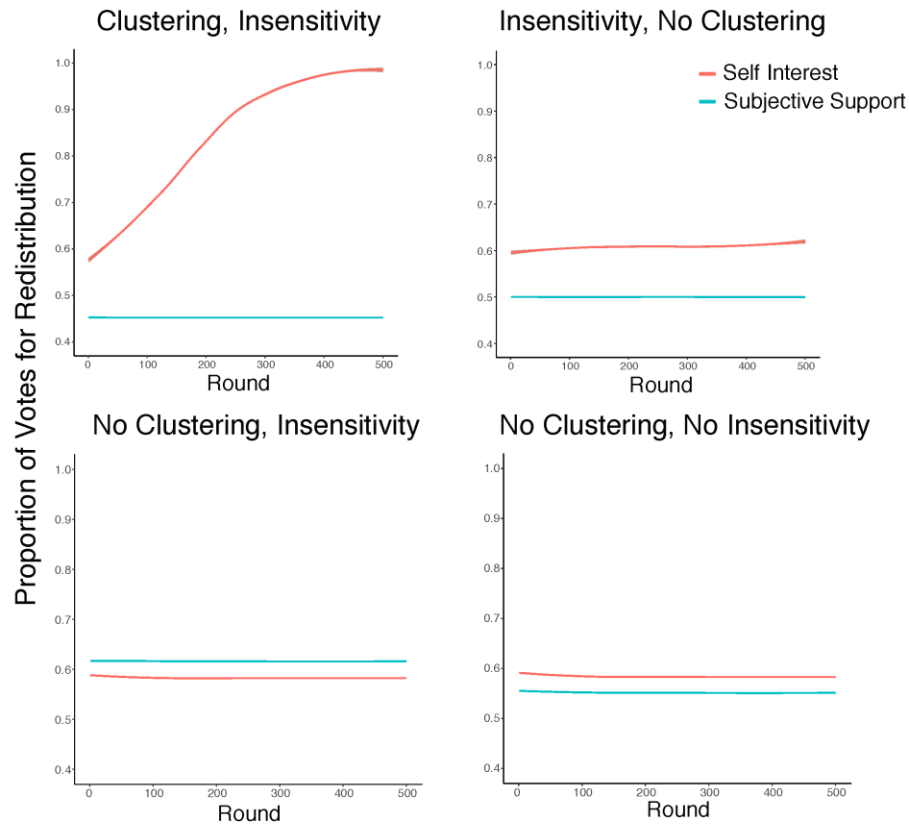 Clustering, Insensitivity
Insensitivity, No Clustering
Self Interest
Subjective Support
Proportion of Votes for Redistribution
1.0
0.9
0.8
0.7
0.6
0.5
0.4
0 100 200 300 400 500
Round
1.0
0.9
0.8
0.7
0.6
0.5
0.4
0 100 200 300 400 500
Round
No Clustering, Insensitivity
No Clustering, No Insensitivity
1.0
0.9
0.8
0.7
0.6
0.5
0.4
0 100 200 300 400 500
Round
1.0
0.9
0.8
0.7
0.6
0.5
0.4
0 100 200 300 400 500
Round